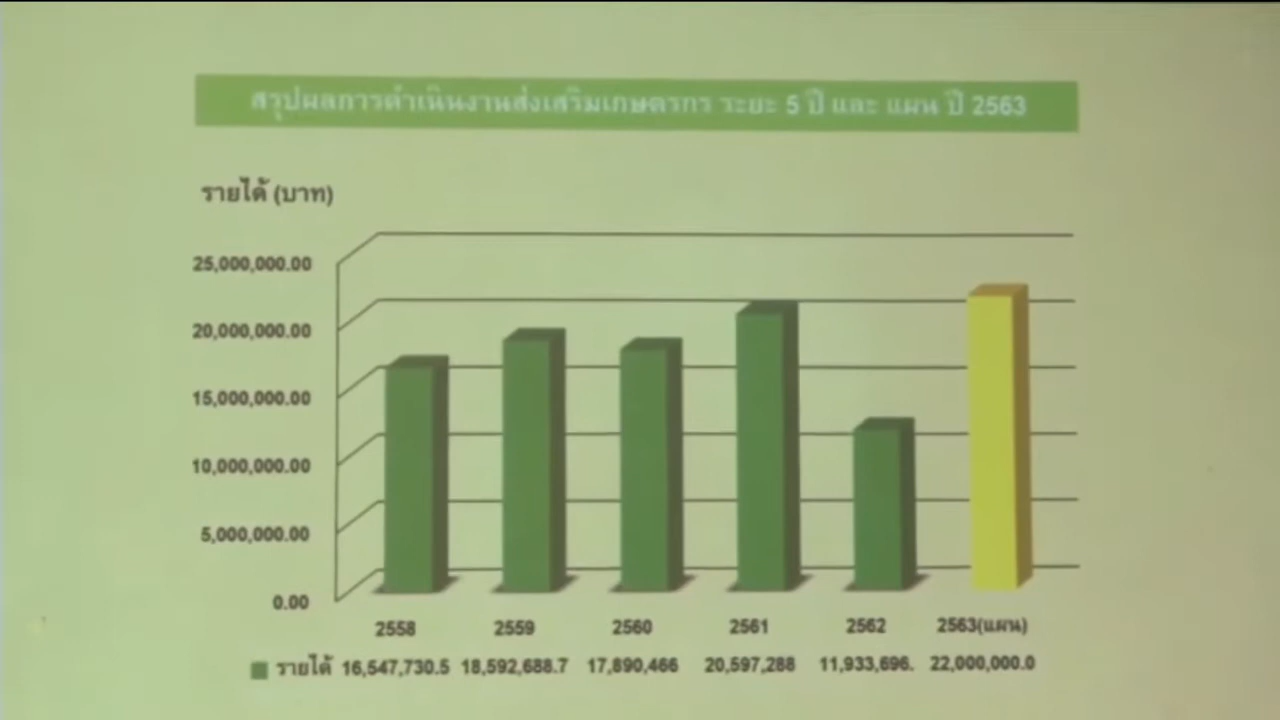 สรุปผลการดำเนินงานส่งเสริมเกษตรกร ระยะ 5 ปี และ แผน ปี 2563
รายได้ (บาท)
25,000,000.00
20,000,000.00
15,000,000.00
10,000,000.00
5,000,000.00
0.00
2558 2559 2560 2561 2562 2563(แผน)
รายได้ 16,547,730.5 18,592,688.7 17,890,466 20,597,288 11,933,696. 22,000,000.0